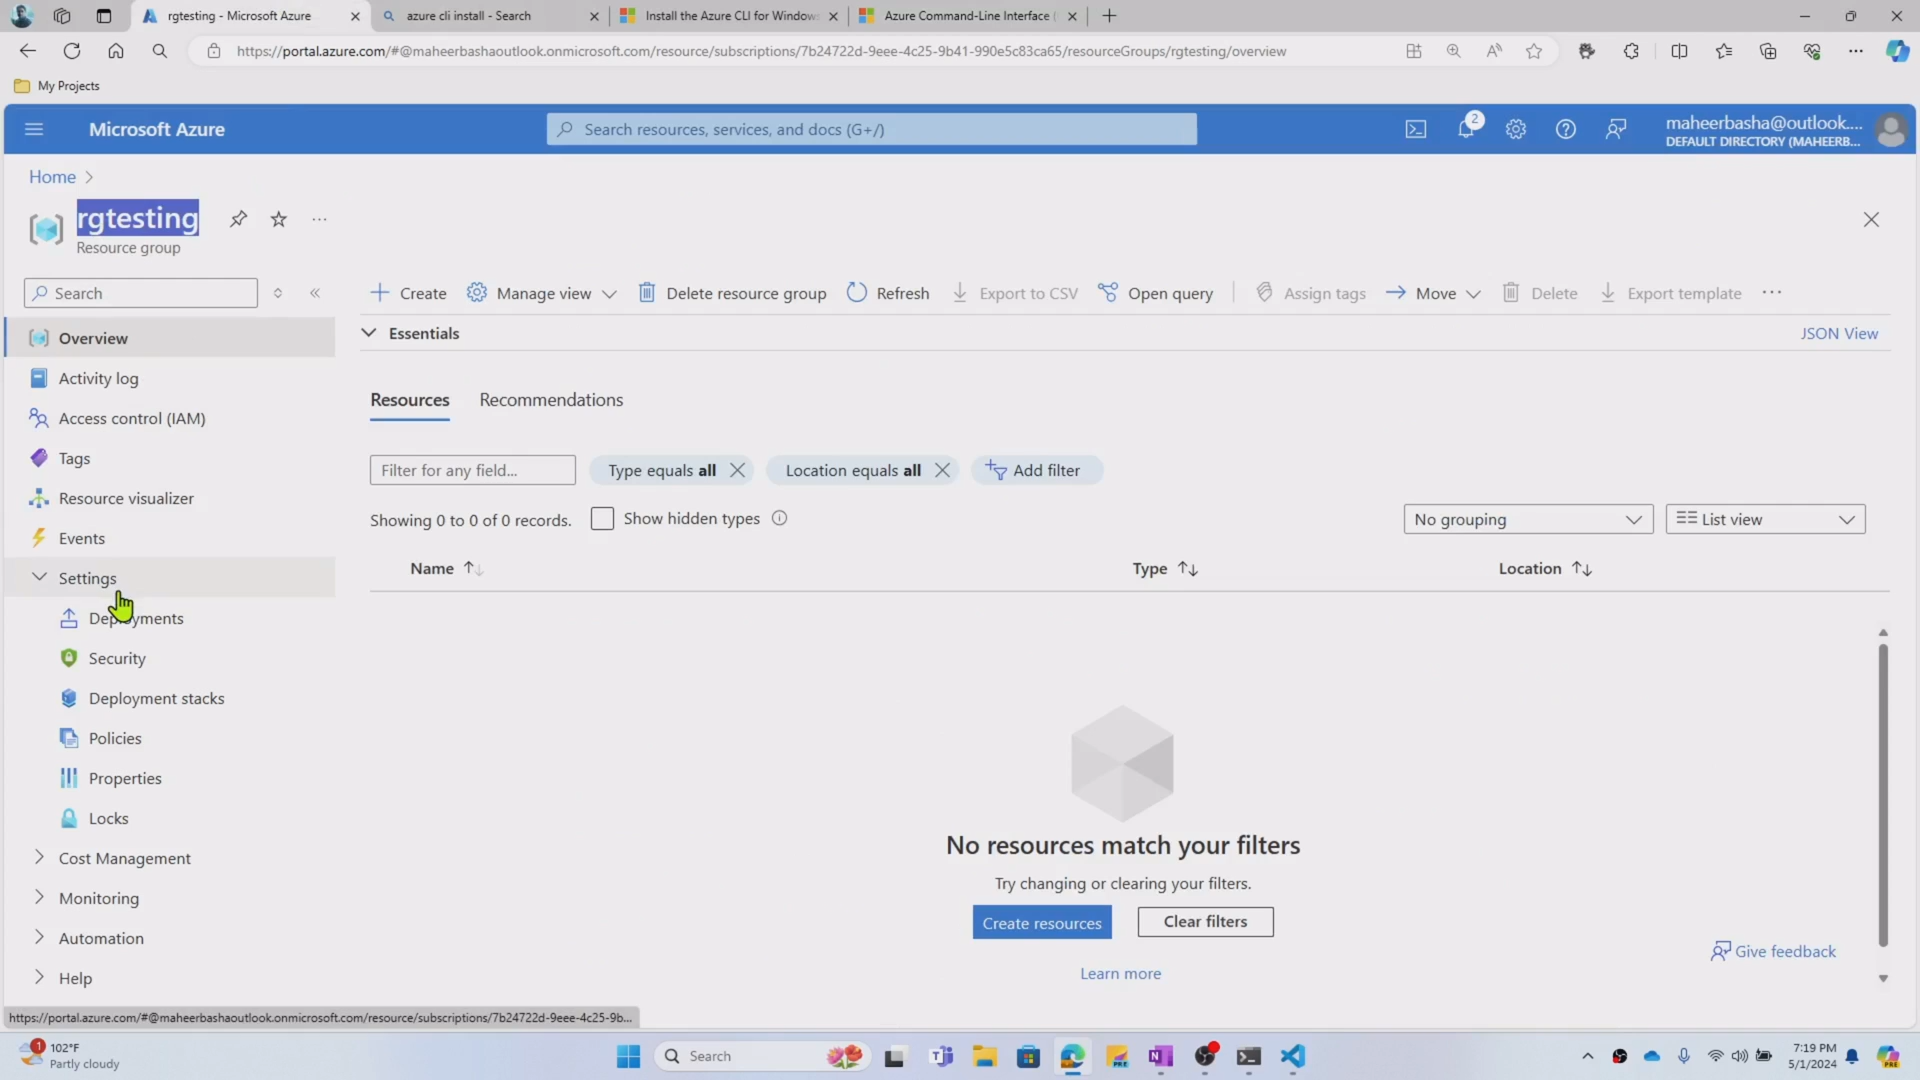 rgtesting - Microsoft Azure
azure cli install - Search
Install the Azure CLI for Window
Azure Command-Line Interface (
https://portal.azure.com/#@maheerbashaoutlook.onmicrosoft.com/resource/subscriptions/7b24722d-9eee-4c25-9b41-990e5c83ca65/resourceGroups/rgtesting/overview
My Projects
Microsoft Azure
Search resources, services, and docs (G+/)
2
maheerbasha@outlook....
DEFAULT DIRECTORY (MAHEERB...
Home
rgtesting
Resource group
Search
Create
Manage view
Delete resource group
Refresh
Export to CSV
Open query
Assign tags
Move
Delete
Export template
Overview
Activity log
Access control (IAM)
Tags
Resource visualizer
Events
Settings
Deployments
Security
Deployment stacks
Policies
Properties
Locks
Cost Management
Monitoring
Automation
Help
Essentials
JSON View
Resources
Recommendations
Filter for any field...
Type equals all
Location equals all
Add filter
Showing 0 to 0 of 0 records.
Show hidden types
No grouping
List view
Name
Type
Location
No resources match your filters
Try changing or clearing your filters.
Create resources
Clear filters
Learn more
Give feedback
https://portal.azure.com/#@maheerbashaoutlook.onmicrosoft.com/resource/subscriptions/7b24722d-9eee-4c25-9b...
1
102°F
Partly cloudy
Search
7:19 PM
5/1/2024